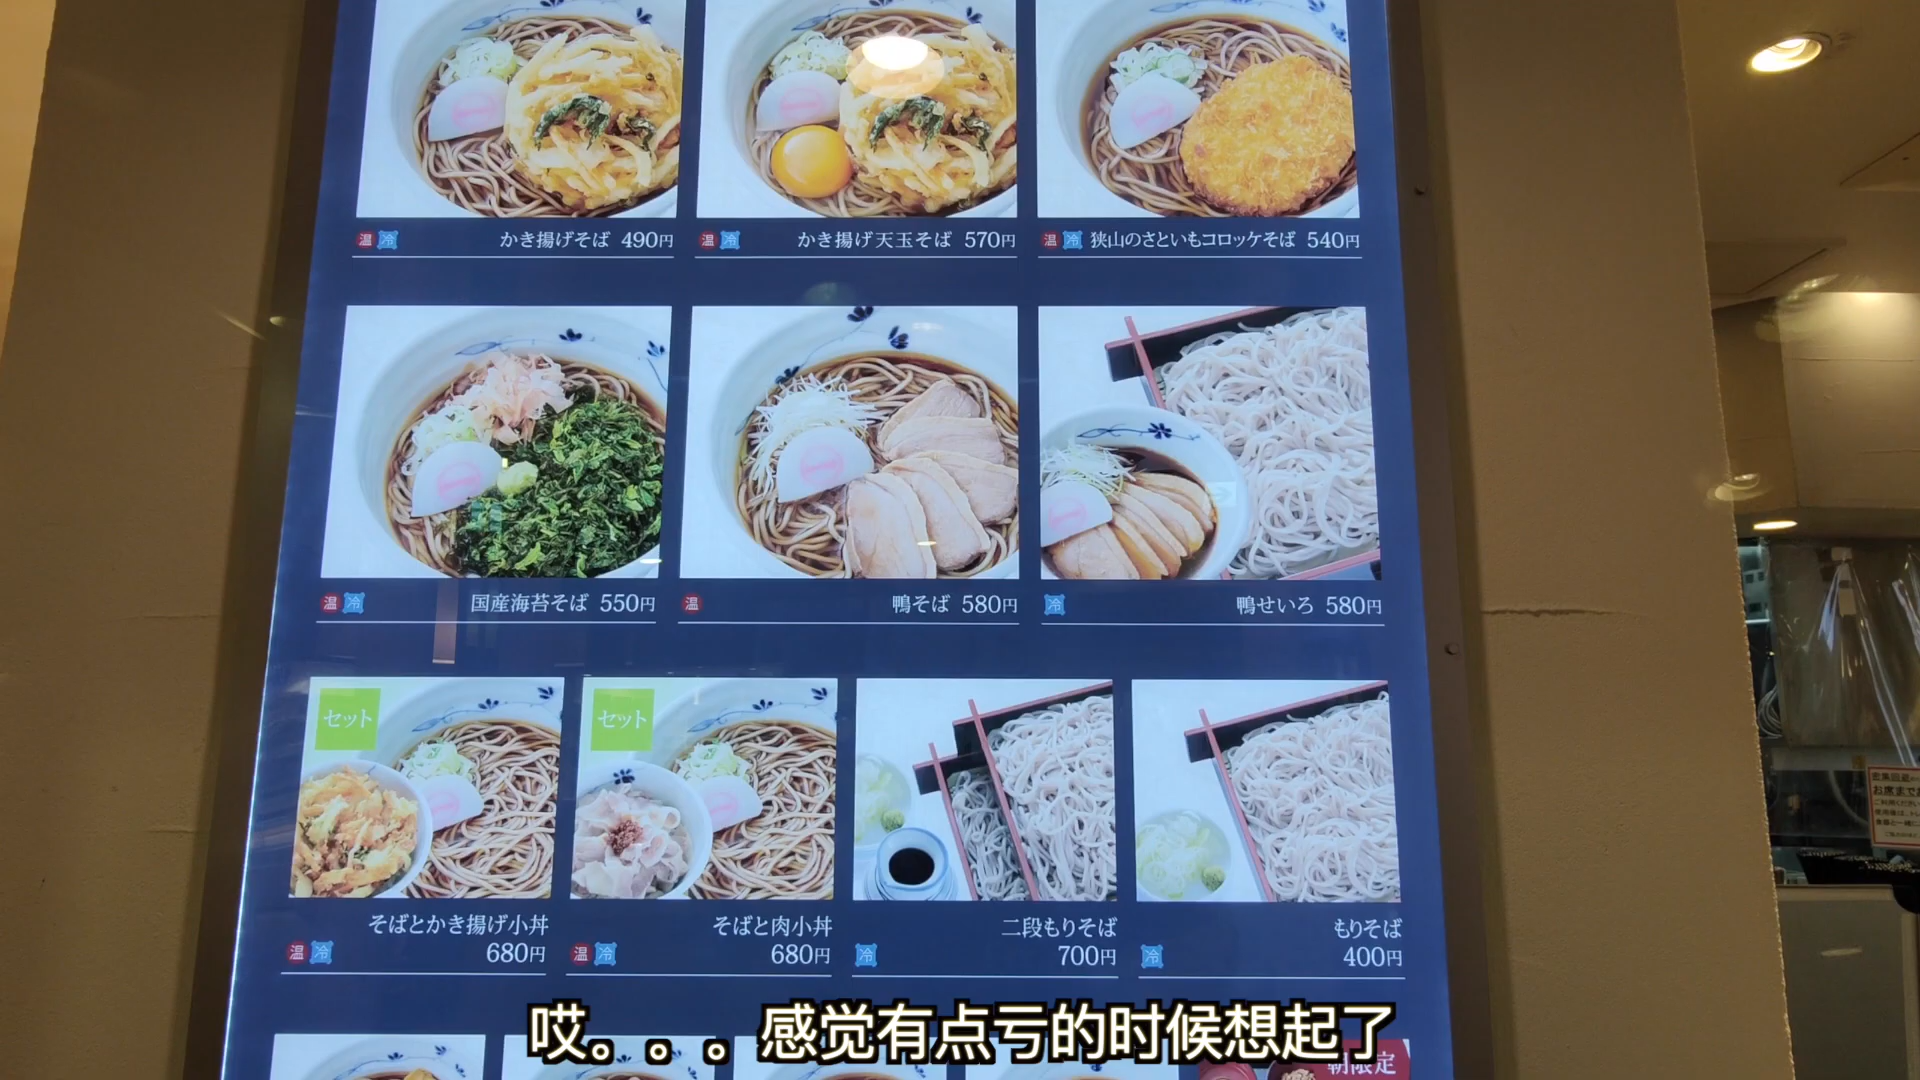 温 冷 かき揚げそば 490円
温 冷 かき揚げ天玉そば 570円
温 冷 狭山のさといもコロッケそば 540円
温 冷 国産海苔そば 550円
温 鴨そば 580円
冷 鴨せいろ 580円
セット
セット
そばとかき揚げ小丼
温 冷 680円
そばと肉小丼
温 冷 680円
二段もりそば
冷 700円
もりそば
冷 400円
お席まで
朝限定
哎。。。感觉有点亏的时候想起了